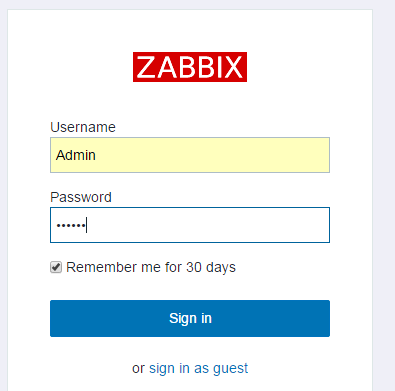 ZABBIX
Username
Admin
Password
••••••
Remember me for 30 days
Sign in
or sign in as guest